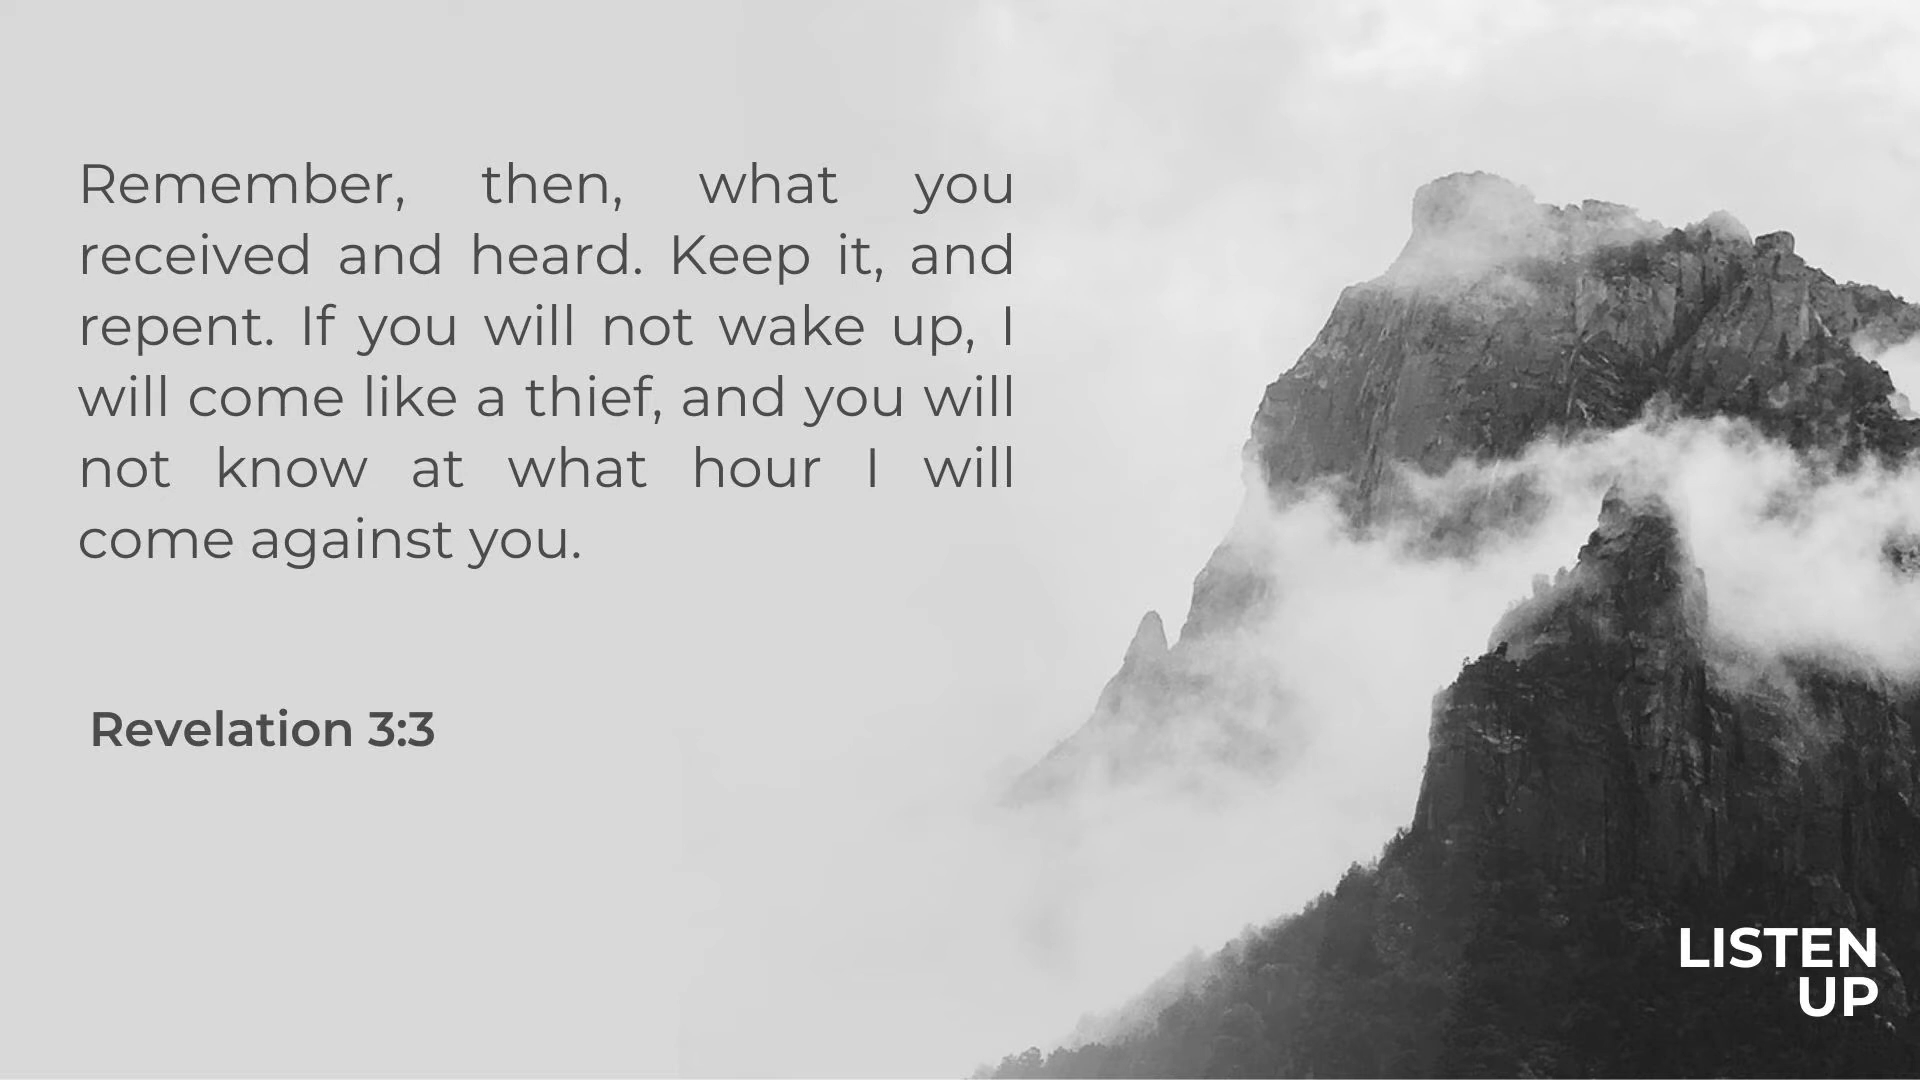 Remember, then, what you
received and heard. Keep it, and
repent. If you will not wake up, I
will come like a thief, and you will
not know at what hour I will
come against you.
Revelation 3:3
LISTEN
UP